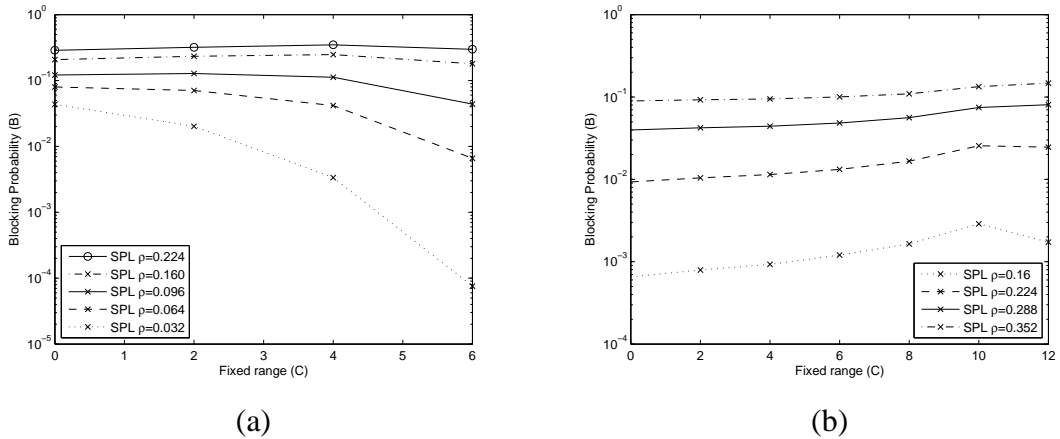 10^0
10^-1
10^-2
10^-3
10^-4
10^-5
Blocking Probability (B)
SPL ρ=0.224
SPL ρ=0.160
SPL ρ=0.096
SPL ρ=0.064
SPL ρ=0.032
0 1 2 3 4 5 6
Fixed range (C)
(a)
10^0
10^-1
10^-2
10^-3
10^-4
Blocking Probability (B)
SPL ρ=0.16
SPL ρ=0.224
SPL ρ=0.288
SPL ρ=0.352
0 2 4 6 8 10 12
Fixed range (C)
(b)